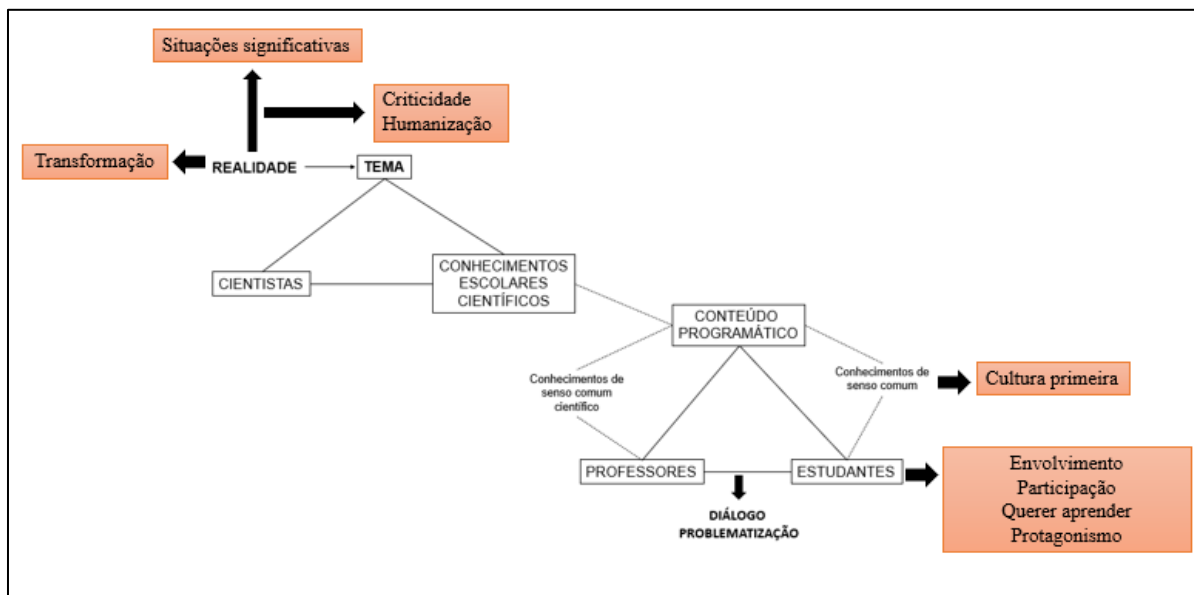 Situações significativas
Criticidade
Humanização
Transformação
REALIDADE
TEMA
CIENTISTAS
CONHECIMENTOS
ESCOLARES
CIENTÍFICOS
CONTEÚDO
PROGRAMÁTICO
Conhecimentos de
senso comum
científico
Conhecimentos de
senso comum
Cultura primeira
PROFESSORES
ESTUDANTES
DIÁLOGO
PROBLEMATIZAÇÃO
Envolvimento
Participação
Querer aprender
Protagonismo